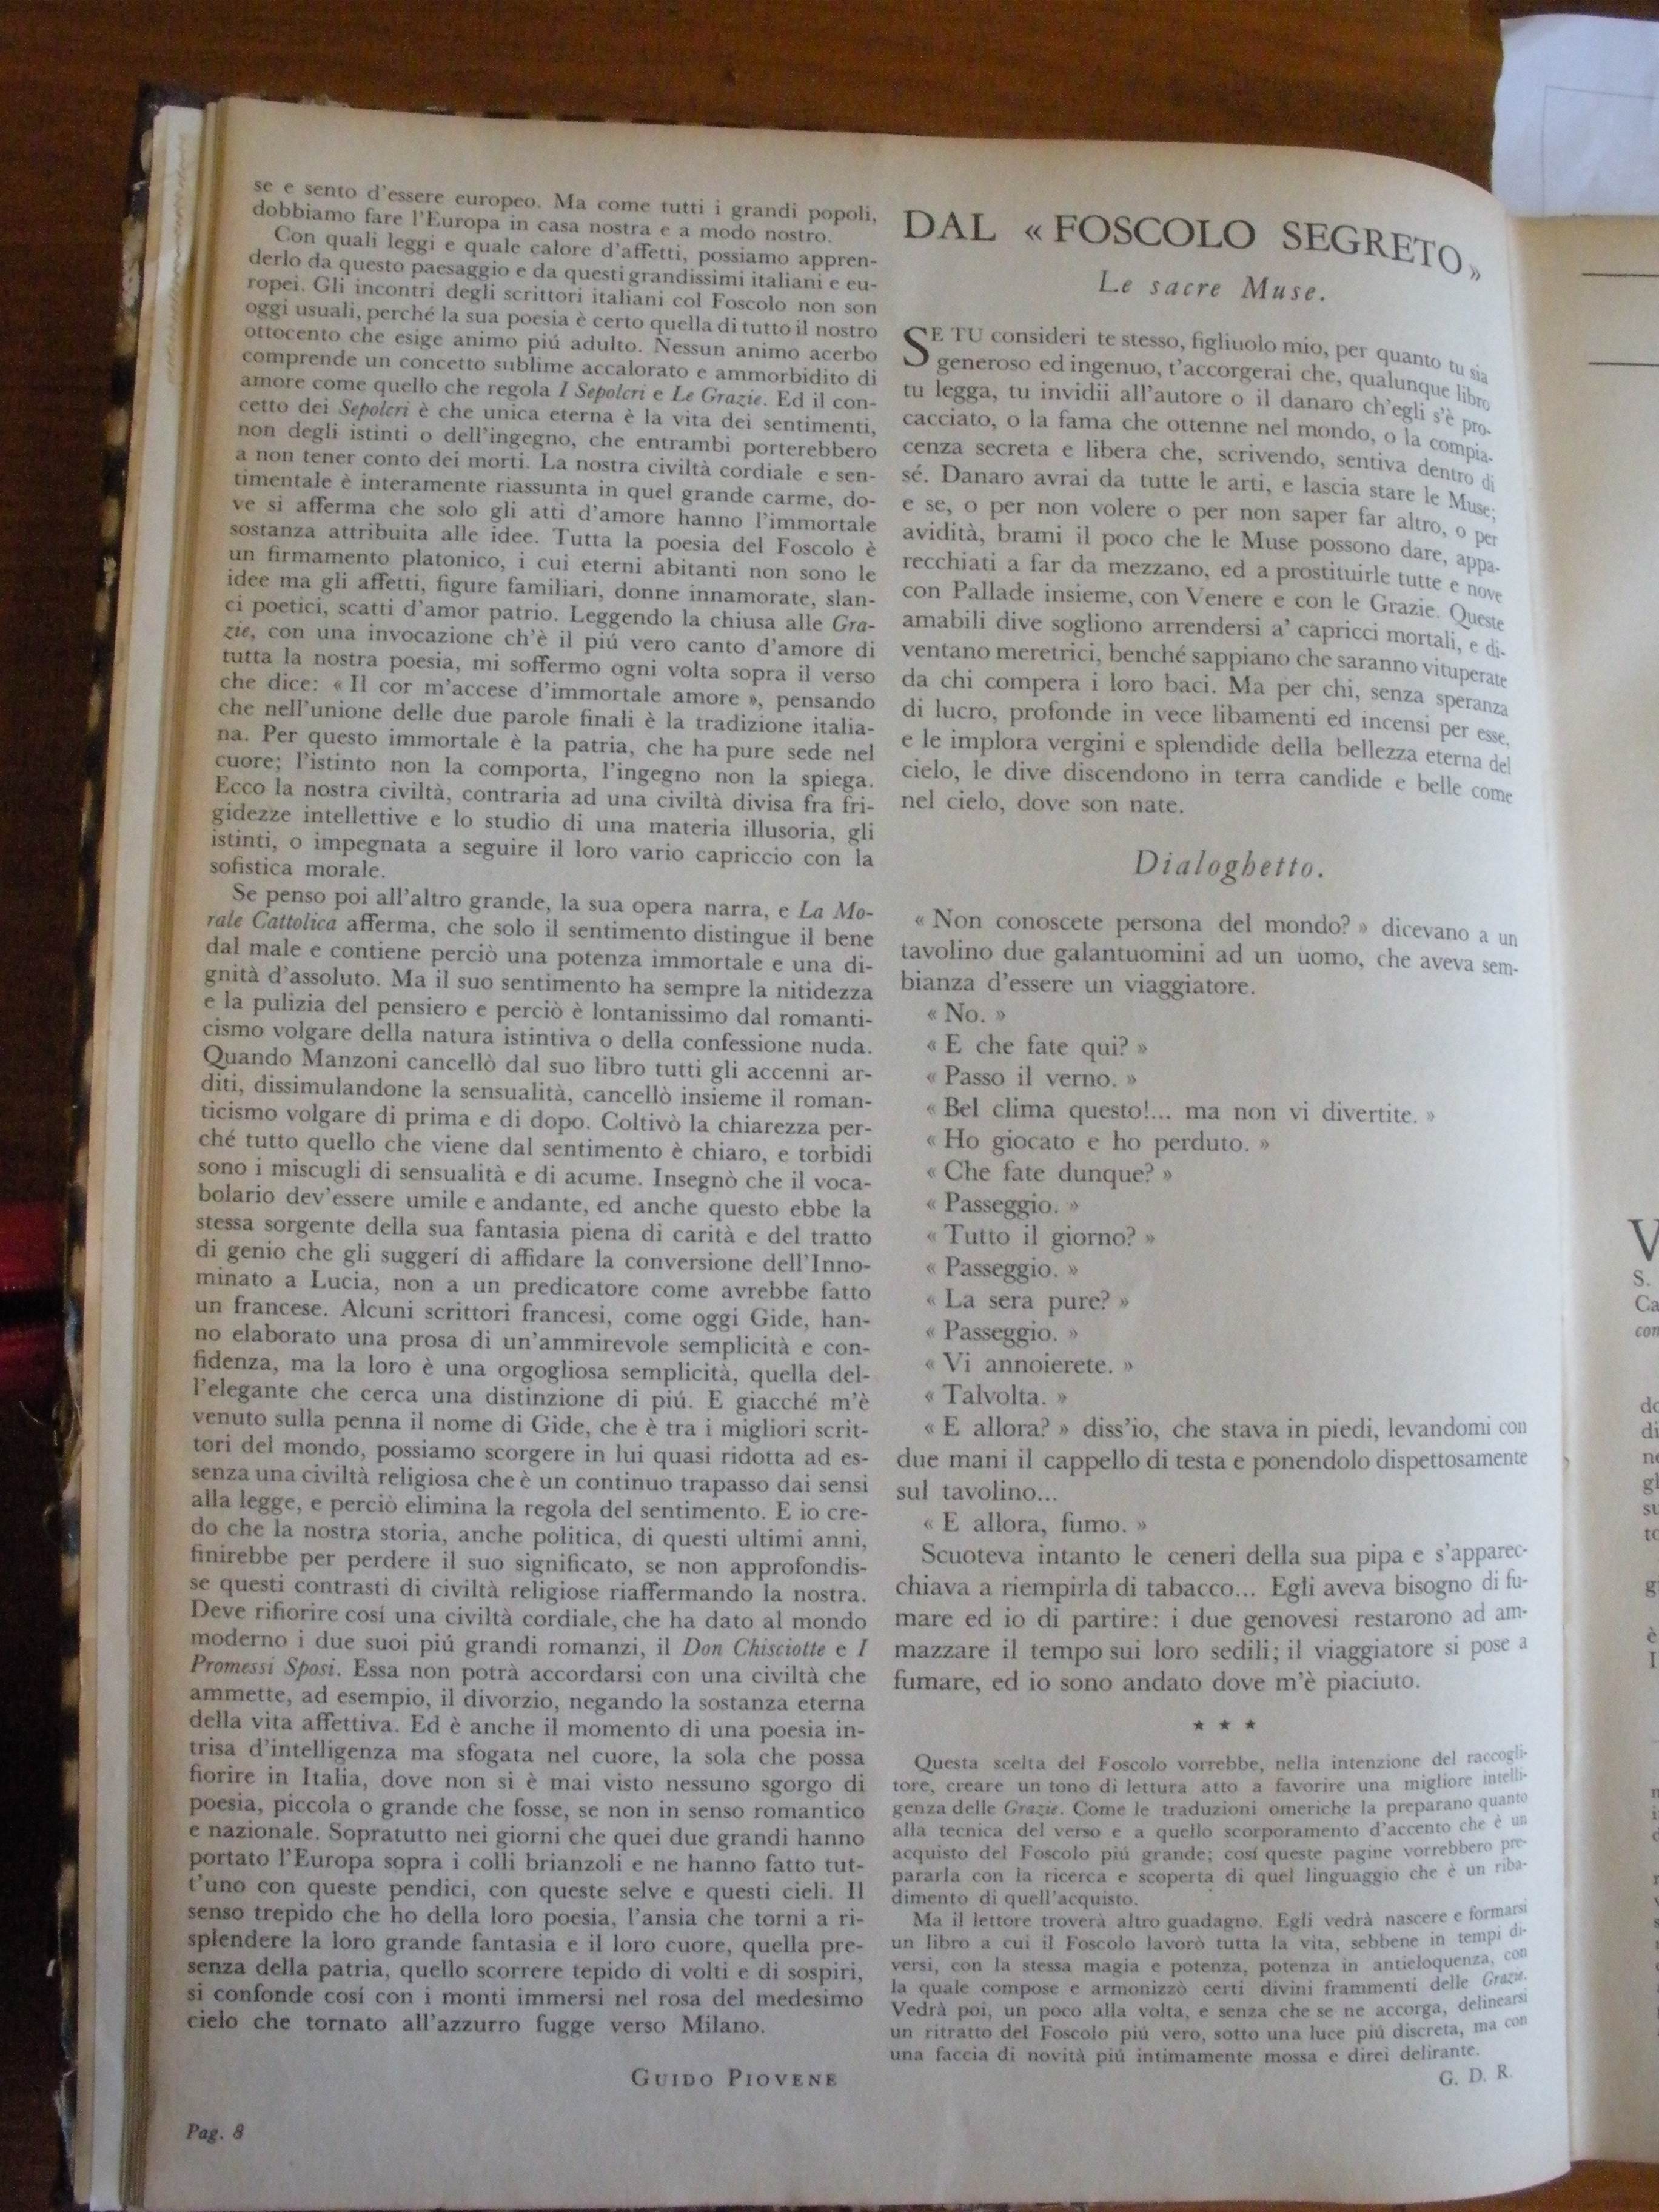 se e sento d'essere europeo. Ma come tutti i grandi popoli,
dobbiamo fare l'Europa in casa nostra e a modo nostro.
Con quali leggi e quale calore d'affetti, possiamo appren-
derlo da questo paesaggio e da questi grandissimi italiani e eu-
ropei. Gli incontri degli scrittori italiani col Foscolo non son
oggi usuali, perché la sua poesia è certo quella di tutto il nostro
ottocento che esige animo piú adulto. Nessun animo acerbo
comprende un concetto sublime accalorato e ammorbidito di
amore come quello che regola I Sepolcri e Le Grazie. Ed il con-
cetto dei Sepolcri è che unica eterna è la vita dei sentimenti,
non degli istinti o dell'ingegno, che entrambi porterebbero
a non tener conto dei morti. La nostra civiltà cordiale e sen-
timentale è interamente riassunta in quel grande carme, do-
ve si afferma che solo gli atti d'amore hanno l'immortale
sostanza attribuita alle idee. Tutta la poesia del Foscolo è
un firmamento platonico, i cui eterni abitanti non sono le
idee ma gli affetti, figure familiari, donne innamorate, slan-
ci poetici, scatti d'amor patrio. Leggendo la chiusa alle Gra-
zie, con una invocazione ch'è il piú vero canto d'amore di
tutta la nostra poesia, mi soffermo ogni volta sopra il verso
che dice: « Il cor m'accese d'immortale amore », pensando
che nell'unione delle due parole finali è la tradizione italia-
na. Per questo immortale è la patria, che ha pure sede nel
cuore; l'istinto non la comporta, l'ingegno non la spiega.
Ecco la nostra civiltà, contraria ad una civiltà divisa fra fri-
gidezze intellettive e lo studio di una materia illusoria, gli
istinti, o impegnata a seguire il loro vario capriccio con la
sofistica morale.
Se penso poi all'altro grande, la sua opera narra, e La Mo-
rale Cattolica afferma, che solo il sentimento distingue il bene
dal male e contiene perciò una potenza immortale e una di-
gnità d'assoluto. Ma il suo sentimento ha sempre la nitidezza
e la pulizia del pensiero e perciò è lontanissimo dal romanti-
cismo volgare della natura istintiva o della confessione nuda.
Quando Manzoni cancellò dal suo libro tutti gli accenni ar-
diti, dissimulandone la sensualità, cancellò insieme il roman-
ticismo volgare di prima e di dopo. Coltivò la chiarezza per-
ché tutto quello che viene dal sentimento è chiaro, e torbidi
sono i miscugli di sensualità e di acume. Insegnò che il voca-
bolario dev'essere umile e andante, ed anche questo ebbe la
stessa sorgente della sua fantasia piena di carità e del tratto
di genio che gli suggerí di affidare la conversione dell'Inno-
minato a Lucia, non a un predicatore come avrebbe fatto
un francese. Alcuni scrittori francesi, come oggi Gide, han-
no elaborato una prosa di un'ammirevole semplicità e con-
fidenza, ma la loro è una orgogliosa semplicità, quella del-
l'elegante che cerca una distinzione di piú. E giacché m'è
venuto sulla penna il nome di Gide, che è tra i migliori scrit-
tori del mondo, possiamo scorgere in lui quasi ridotta ad es-
senza una civiltà religiosa che è un continuo trapasso dai sensi
alla legge, e perciò elimina la regola del sentimento. E io cre-
do che la nostra storia, anche politica, di questi ultimi anni,
finirebbe per perdere il suo significato, se non approfondis-
se questi contrasti di civiltà religiose riaffermando la nostra.
Deve rifiorire cosí una civiltà cordiale, che ha dato al mondo
moderno i due suoi piú grandi romanzi, il Don Chisciotte e I
Promessi Sposi. Essa non potrà accordarsi con una civiltà che
ammette, ad esempio, il divorzio, negando la sostanza eterna
della vita affettiva. Ed è anche il momento di una poesia in-
trisa d'intelligenza ma sfogata nel cuore, la sola che possa
fiorire in Italia, dove non si è mai visto nessuno sgorgo di
poesia, piccola o grande che fosse, se non in senso romantico
e nazionale. Sopratutto nei giorni che quei due grandi hanno
portato l'Europa sopra i colli brianzoli e ne hanno fatto tut-
t'uno con queste pendici, con queste selve e questi cieli. Il
senso trepido che ho della loro poesia, l'ansia che torni a ri-
splendere la loro grande fantasia e il loro cuore, quella pre-
senza della patria, quello scorrere tepido di volti e di sospiri,
si confonde cosí con i monti immersi nel rosa del medesimo
cielo che tornato all'azzurro fugge verso Milano.
GUIDO PIOVENE
Pag. 8
DAL « FOSCOLO SEGRETO »
Le sacre Muse.
SE TU consideri te stesso, figliuolo mio, per quanto tu sia
generoso ed ingenuo, t'accorgerai che, qualunque libro
tu legga, tu invidii all'autore o il danaro ch'egli s'è pro-
cacciato, o la fama che ottenne nel mondo, o la compia-
cenza secreta e libera che, scrivendo, sentiva dentro di
sé. Danaro avrai da tutte le arti, e lascia stare le Muse;
e se, o per non volere o per non saper far altro, o per
avidità, brami il poco che le Muse possono dare, appa-
recchiati a far da mezzano, ed a prostituirle tutte e nove
con Pallade insieme, con Venere e con le Grazie. Queste
amabili dive sogliono arrendersi a' capricci mortali, e di-
ventano meretrici, benché sappiano che saranno vituperate
da chi compera i loro baci. Ma per chi, senza speranza
di lucro, profonde in vece libamenti ed incensi per esse,
e le implora vergini e splendide della bellezza eterna del
cielo, le dive discendono in terra candide e belle come
nel cielo, dove son nate.
Dialoghetto.
« Non conoscete persona del mondo? » dicevano a un
tavolino due galantuomini ad un uomo, che aveva sem-
bianza d'essere un viaggiatore.
« No. »
« E che fate qui? »
« Passo il verno. »
« Bel clima questo!... ma non vi divertite. »
« Ho giocato e ho perduto. »
« Che fate dunque? »
« Passeggio. »
« Tutto il giorno? »
« Passeggio. »
« La sera pure? »
« Passeggio. »
« Vi annoierete. »
« Talvolta. »
« E allora? » diss'io, che stava in piedi, levandomi con
due mani il cappello di testa e ponendolo dispettosamente
sul tavolino...
« E allora, fumo. »
Scuoteva intanto le ceneri della sua pipa e s'apparec-
chiava a riempirla di tabacco... Egli aveva bisogno di fu-
mare ed io di partire: i due genovesi restarono ad am-
mazzare il tempo sui loro sedili; il viaggiatore si pose a
fumare, ed io sono andato dove m'è piaciuto.
★ ★ ★
Questa scelta del Foscolo vorrebbe, nella intenzione del raccogli-
tore, creare un tono di lettura atto a favorire una migliore intelli-
genza delle Grazie. Come le traduzioni omeriche la preparano quanto
alla tecnica del verso e a quello scorporamento d'accento che è un
acquisto del Foscolo piú grande; cosí queste pagine vorrebbero pre-
pararla con la ricerca e scoperta di quel linguaggio che è un riba-
dimento di quell'acquisto.
Ma il lettore troverà altro guadagno. Egli vedrà nascere e formarsi
un libro a cui il Foscolo lavorò tutta la vita, sebbene in tempi di-
versi, con la stessa magia e potenza, potenza in antieloquenza, con
la quale compose e armonizzò certi divini frammenti delle Grazie.
Vedrà poi, un poco alla volta, e senza che se ne accorga, delinearsi
un ritratto del Foscolo piú vero, sotto una luce piú discreta, ma con
una faccia di novità piú intimamente mossa e direi delirante.
G. D. R.